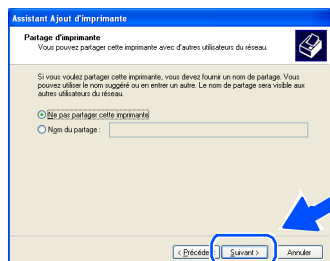 Assistant Ajout d'imprimante
Partage d'imprimante
Vous pouvez partager cette imprimante avec d'autres utilisateurs du réseau.
Si vous voulez partager cette imprimante, vous devez fournir un nom de partage. Vous
pouvez utiliser le nom suggéré ou en entrer un autre. Le nom de partage sera visible aux
autres utilisateurs du réseau.
Ne pas partager cette imprimante
Nom du partage :
< Précéde
Suivant >
Annuler